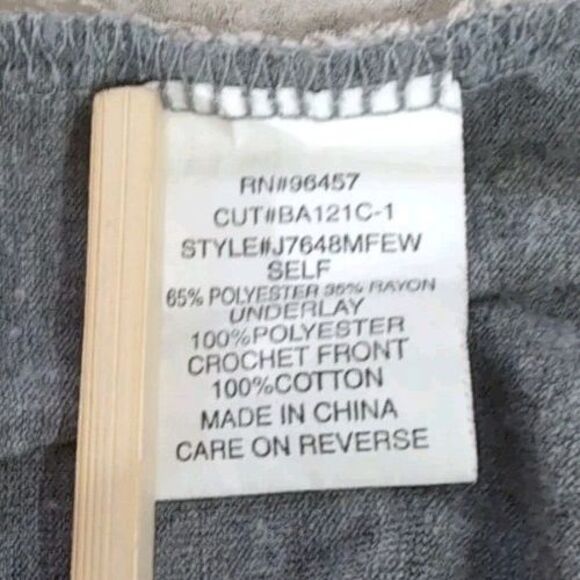 RN#96457
CUT#BA121C-1
STYLE#J7648MFEW
SELF
65% POLYESTER 35% RAYON
UNDERLAY
100%POLYESTER
CROCHET FRONT
100%COTTON
MADE IN CHINA
CARE ON REVERSE